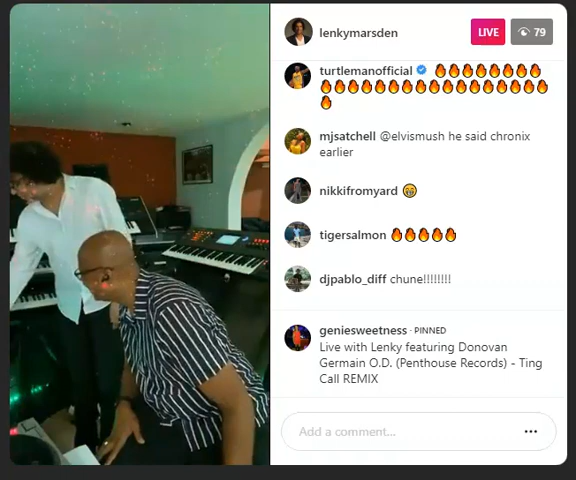 lenkymarsden
LIVE
79
turtlemanofficial 🔥🔥🔥🔥🔥🔥🔥🔥
🔥🔥🔥🔥🔥🔥🔥🔥🔥🔥🔥🔥🔥🔥🔥🔥🔥
🔥
mjsatchell @elvismush he said chronix
earlier
nikkifromyard 😁
tigersalmon 🔥🔥🔥🔥🔥
djpablo_diff chune!!!!!!!!
geniesweetness · PINNED
Live with Lenky featuring Donovan
Germain O.D. (Penthouse Records) - Ting
Call REMIX
Add a comment...